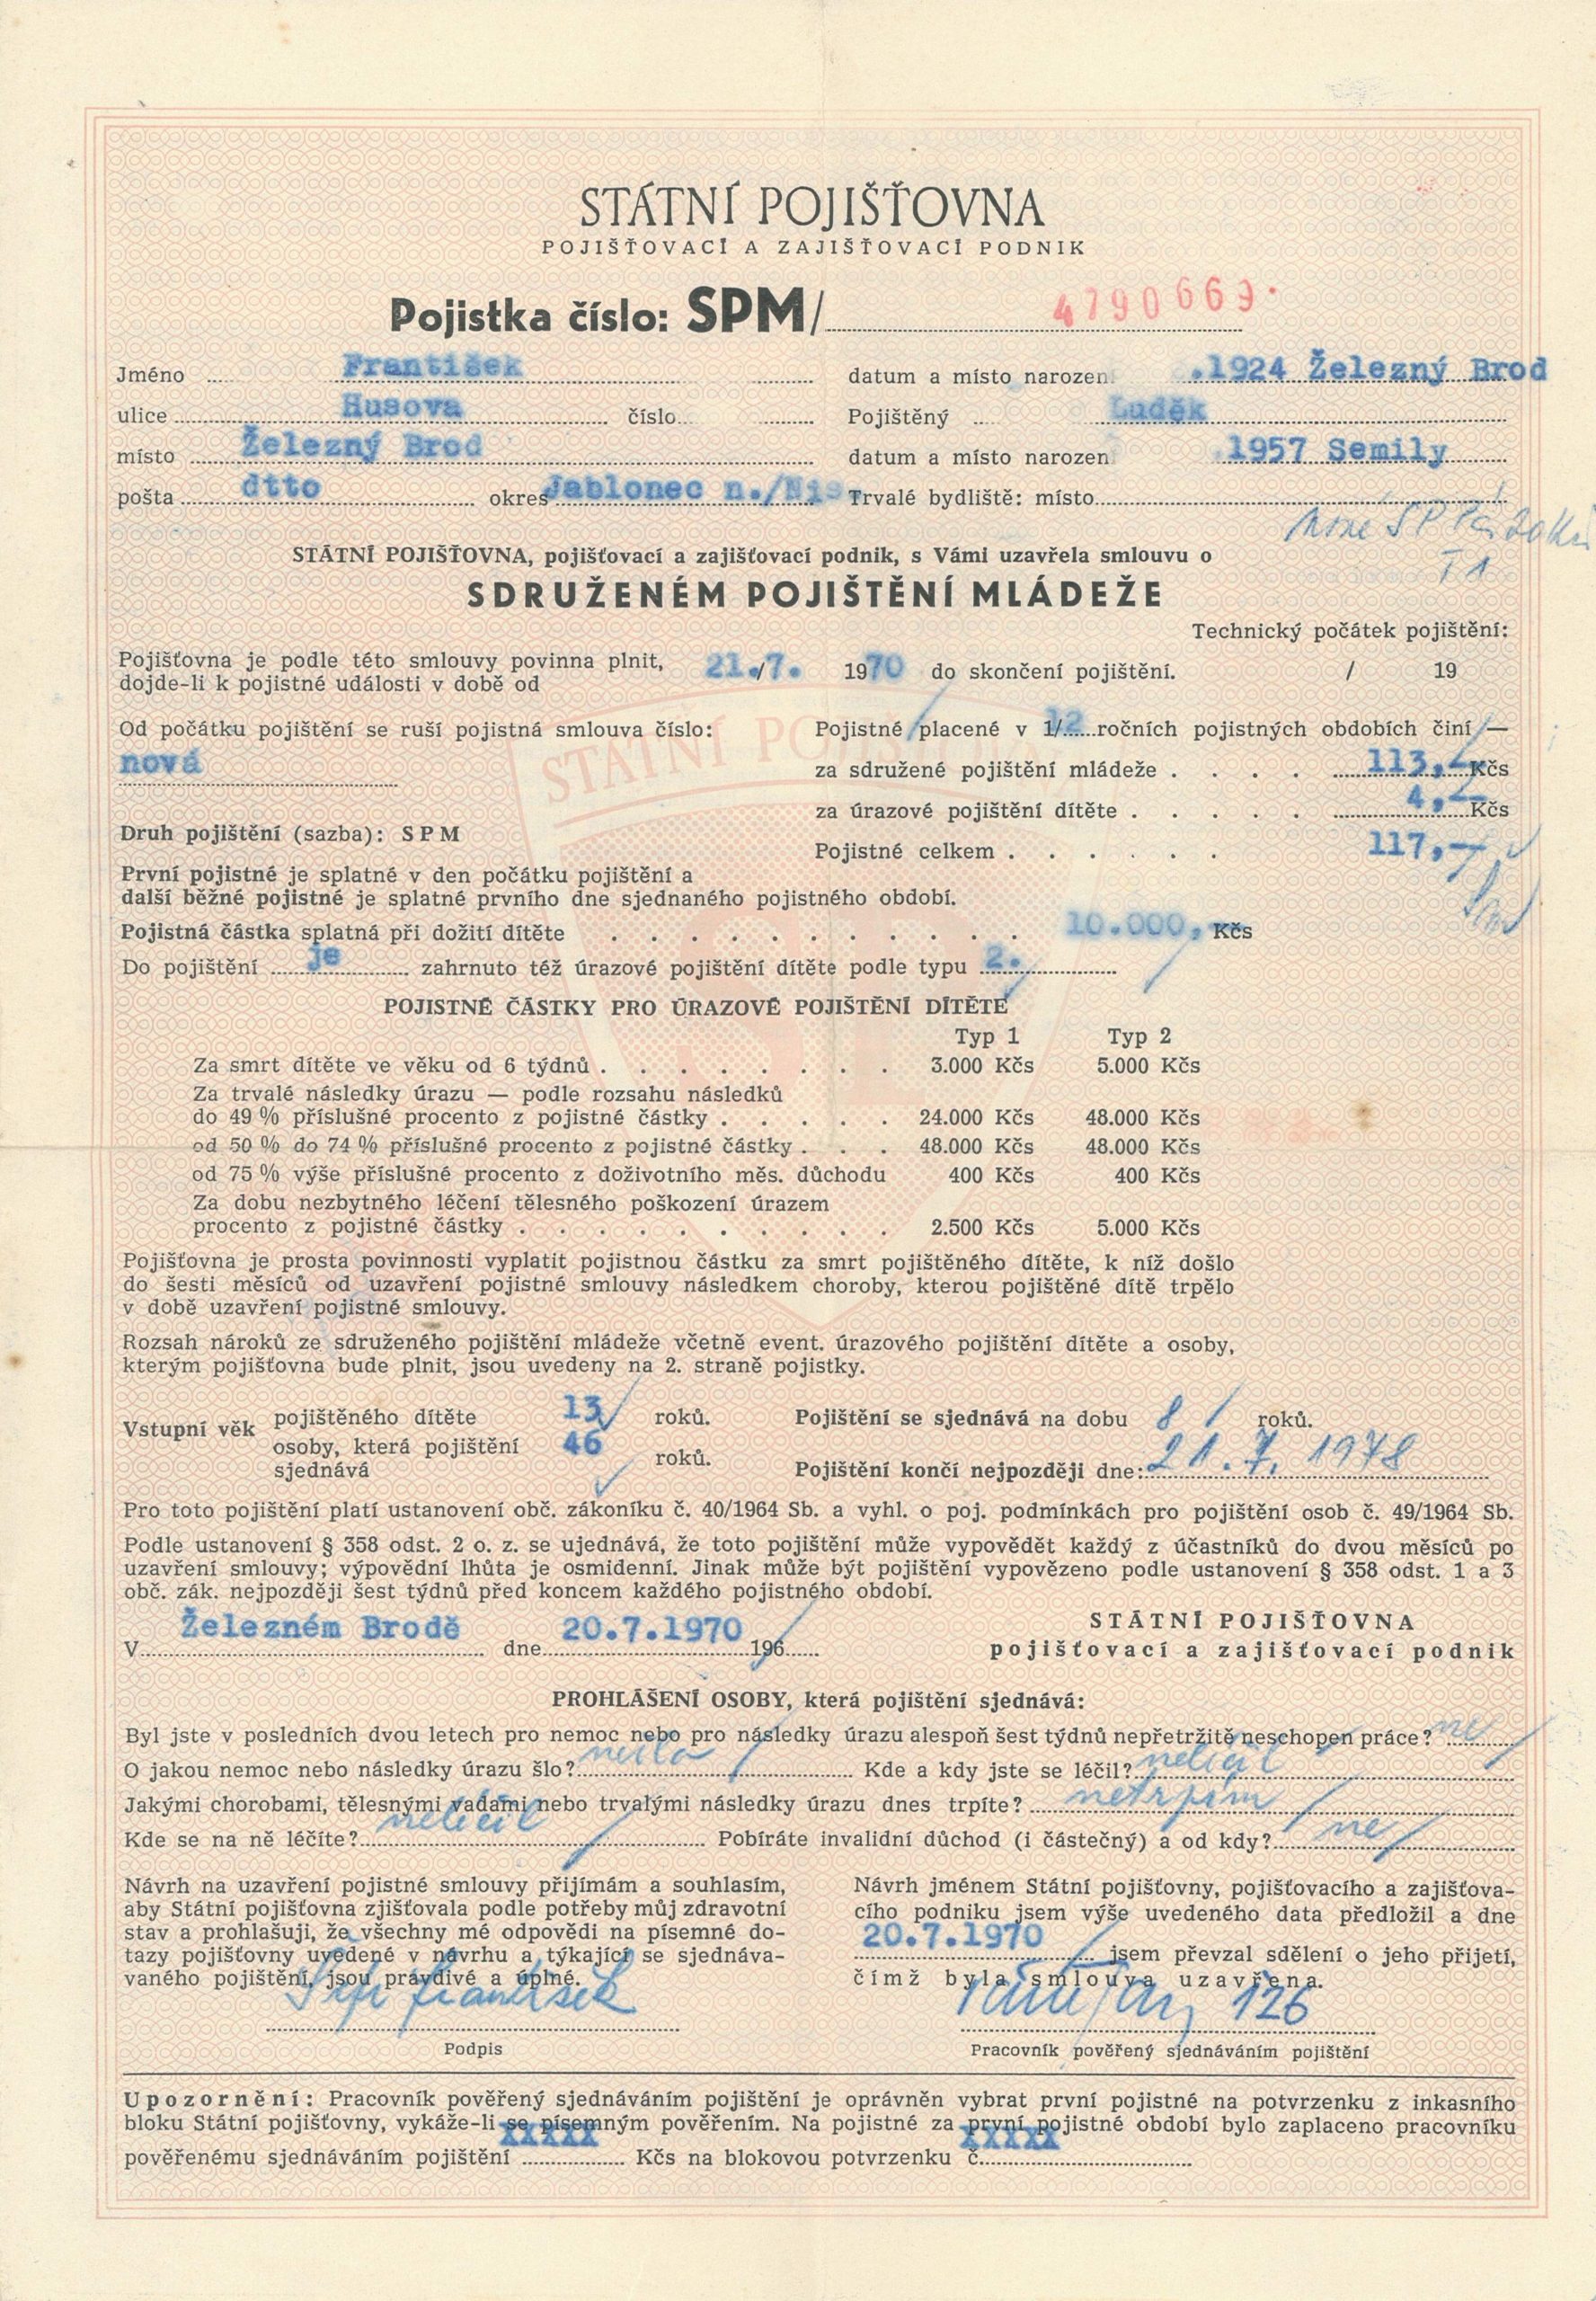 STÁTNÍ POJIŠŤOVNA
POJIŠŤOVACÍ A ZAJIŠŤOVACÍ PODNIK
Pojistka číslo: SPM/ 4790669
Jméno František datum a místo narozen .1924 Železný Brod
ulice Husova číslo Pojištěný Luděk
místo Železný Brod datum a místo narozen 1957 Semily
pošta dtto okres Jablonec n./Nis Trvalé bydliště: místo
STÁTNÍ POJIŠŤOVNA, pojišťovací a zajišťovací podnik, s Vámi uzavřela smlouvu o
SDRUŽENÉM POJIŠTĚNÍ MLÁDEŽE
Technický počátek pojištění:
Pojišťovna je podle této smlouvy povinna plnit,
dojde-li k pojistné události v době od 21./7. 1970 do skončení pojištění. / 19
Od počátku pojištění se ruší pojistná smlouva číslo: Pojistné placené v 1/12 ročních pojistných obdobích činí —
nová za sdružené pojištění mládeže . . . . 113,- Kčs
za úrazové pojištění dítěte . . . . . 4,- Kčs
Druh pojištění (sazba): SPM
Pojistné celkem . . . . . . 117,-
První pojistné je splatné v den počátku pojištění a
další běžné pojistné je splatné prvního dne sjednaného pojistného období.
Pojistná částka splatná při dožití dítěte . . . . . . . . . . . 10.000,- Kčs
Do pojištění je zahrnuto též úrazové pojištění dítěte podle typu 2.
POJISTNÉ ČÁSTKY PRO ÚRAZOVÉ POJIŠTĚNÍ DÍTĚTE
Typ 1 Typ 2
Za smrt dítěte ve věku od 6 týdnů . . . . . . . . 3.000 Kčs 5.000 Kčs
Za trvalé následky úrazu — podle rozsahu následků
do 49 % příslušné procento z pojistné částky . . . . . 24.000 Kčs 48.000 Kčs
od 50 % do 74 % příslušné procento z pojistné částky . . . 48.000 Kčs 48.000 Kčs
od 75 % výše příslušné procento z doživotního měs. důchodu 400 Kčs 400 Kčs
Za dobu nezbytného léčení tělesného poškození úrazem
procento z pojistné částky . . . . . . . . . . 2.500 Kčs 5.000 Kčs
Pojišťovna je prosta povinnosti vyplatit pojistnou částku za smrt pojištěného dítěte, k níž došlo
do šesti měsíců od uzavření pojistné smlouvy následkem choroby, kterou pojištěné dítě trpělo
v době uzavření pojistné smlouvy.
Rozsah nároků ze sdruženého pojištění mládeže včetně event. úrazového pojištění dítěte a osoby,
kterým pojišťovna bude plnit, jsou uvedeny na 2. straně pojistky.
Vstupní věk pojištěného dítěte 13 roků. Pojištění se sjednává na dobu 8 roků.
osoby, která pojištění sjednává 46 roků. Pojištění končí nejpozději dne: 21. 7. 1978
Pro toto pojištění platí ustanovení obč. zákoníku č. 40/1964 Sb. a vyhl. o poj. podmínkách pro pojištění osob č. 49/1964 Sb.
Podle ustanovení § 358 odst. 2 o. z. se ujednává, že toto pojištění může vypovědět každý z účastníků do dvou měsíců po
uzavření smlouvy; výpovědní lhůta je osmidenní. Jinak může být pojištění vypovězeno podle ustanovení § 358 odst. 1 a 3
obč. zák. nejpozději šest týdnů před koncem každého pojistného období.
V Železném Brodě dne 20.7.1970 196 STÁTNÍ POJIŠŤOVNA
pojišťovací a zajišťovací podnik
PROHLÁŠENÍ OSOBY, která pojištění sjednává:
Byl jste v posledních dvou letech pro nemoc nebo pro následky úrazu alespoň šest týdnů nepřetržitě neschopen práce? ne
O jakou nemoc nebo následky úrazu šlo? nešlo Kde a kdy jste se léčil? neléčil
Jakými chorobami, tělesnými vadami nebo trvalými následky úrazu dnes trpíte? netrpím
Kde se na ně léčíte? neléčil Pobíráte invalidní důchod (i částečný) a od kdy? ne
Návrh na uzavření pojistné smlouvy přijímám a souhlasím,
aby Státní pojišťovna zjišťovala podle potřeby můj zdravotní
stav a prohlašuji, že všechny mé odpovědi na písemné do-
tazy pojišťovny uvedené v návrhu a týkající se sjednáva-
vaného pojištění, jsou pravdivé a úplné.
František
Podpis
Návrh jménem Státní pojišťovny, pojišťovacího a zajišťova-
cího podniku jsem výše uvedeného data předložil a dne
20.7.1970 jsem převzal sdělení o jeho přijetí,
čímž byla smlouva uzavřena.
126
Pracovník pověřený sjednáváním pojištění
Upozornění: Pracovník pověřený sjednáváním pojištění je oprávněn vybrat první pojistné na potvrzenku z inkasního
bloku Státní pojišťovny, vykáže-li se písemným pověřením. Na pojistné za první pojistné období bylo zaplaceno pracovníku
xxxxx xxxxx
pověřenému sjednáváním pojištění Kčs na blokovou potvrzenku č.